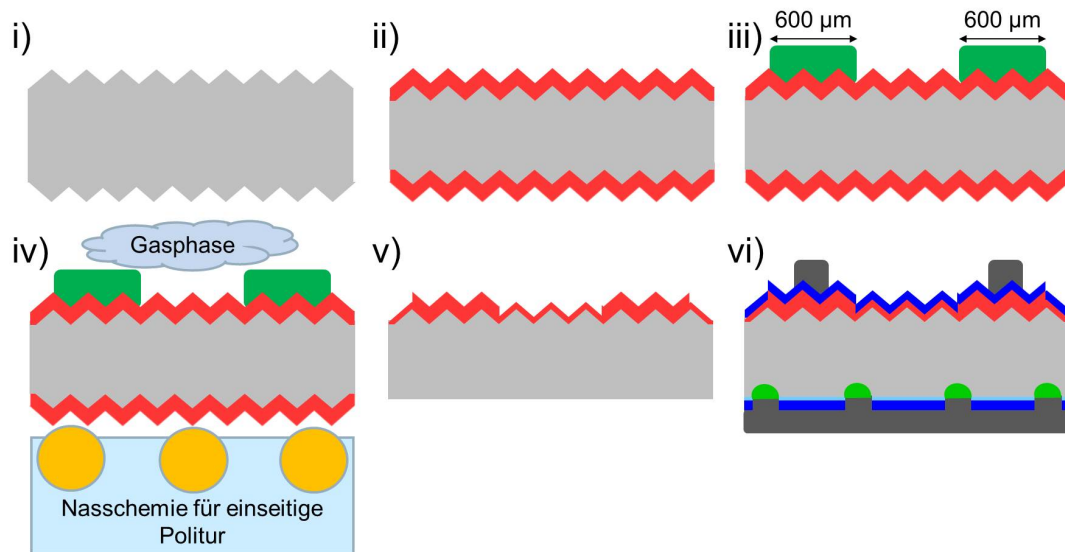 i)
ii)
iii)
600 µm
600 µm
iv)
Gasphase
v)
vi)
Nasschemie für einseitige
Politur